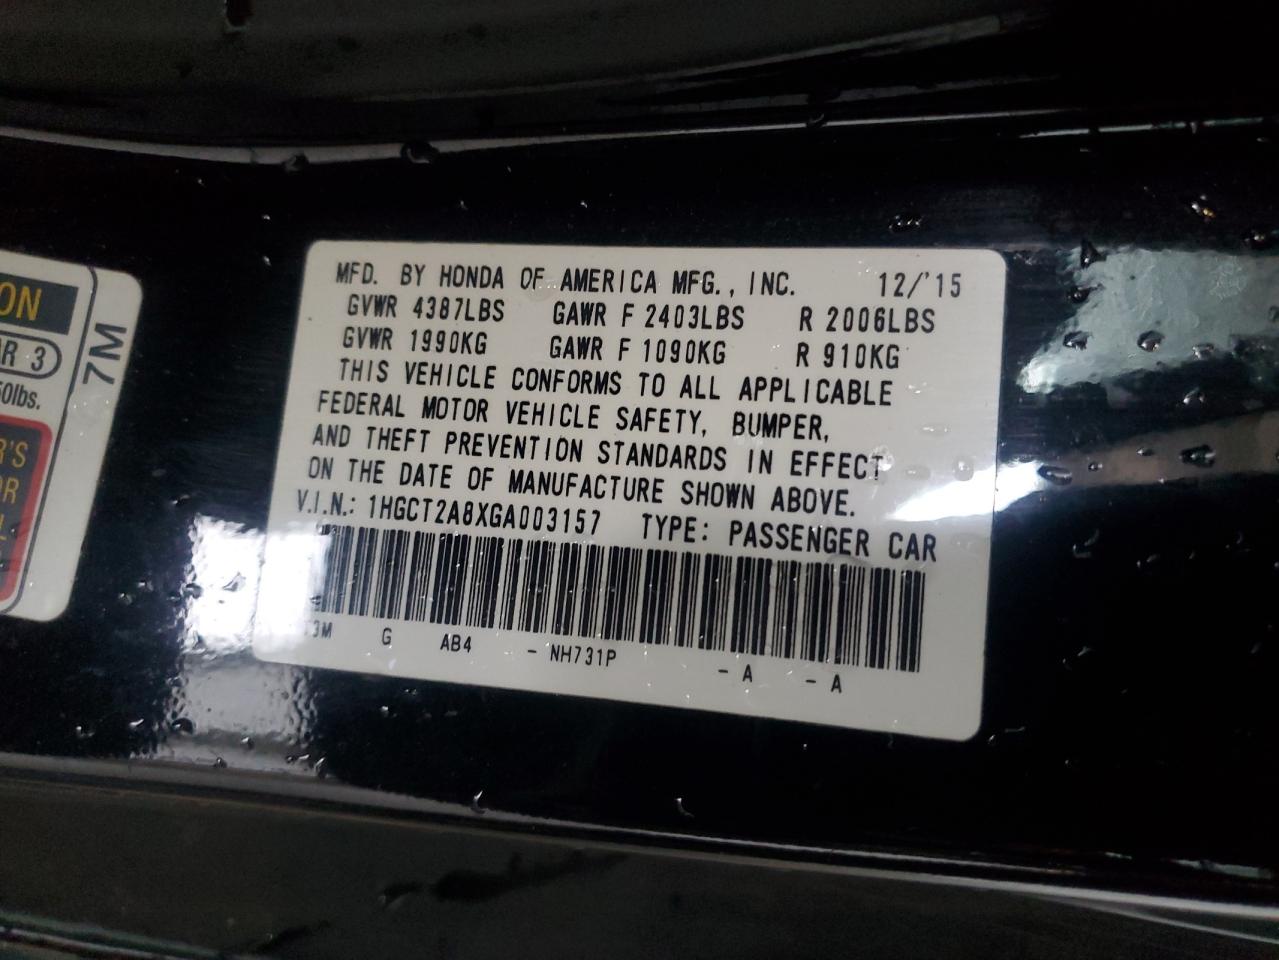 MFD. BY HONDA OF AMERICA MFG., INC. 12/'15
GVWR 4387LBS GAWR F 2403LBS R 2006LBS
GVWR 1990KG GAWR F 1090KG R 910KG
THIS VEHICLE CONFORMS TO ALL APPLICABLE
FEDERAL MOTOR VEHICLE SAFETY, BUMPER,
AND THEFT PREVENTION STANDARDS IN EFFECT
ON THE DATE OF MANUFACTURE SHOWN ABOVE.
V.I.N.: 1HGCT2A8XGA003157 TYPE: PASSENGER CAR
G AB4 - NH731P - A - A
7M
ON
3
lbs.